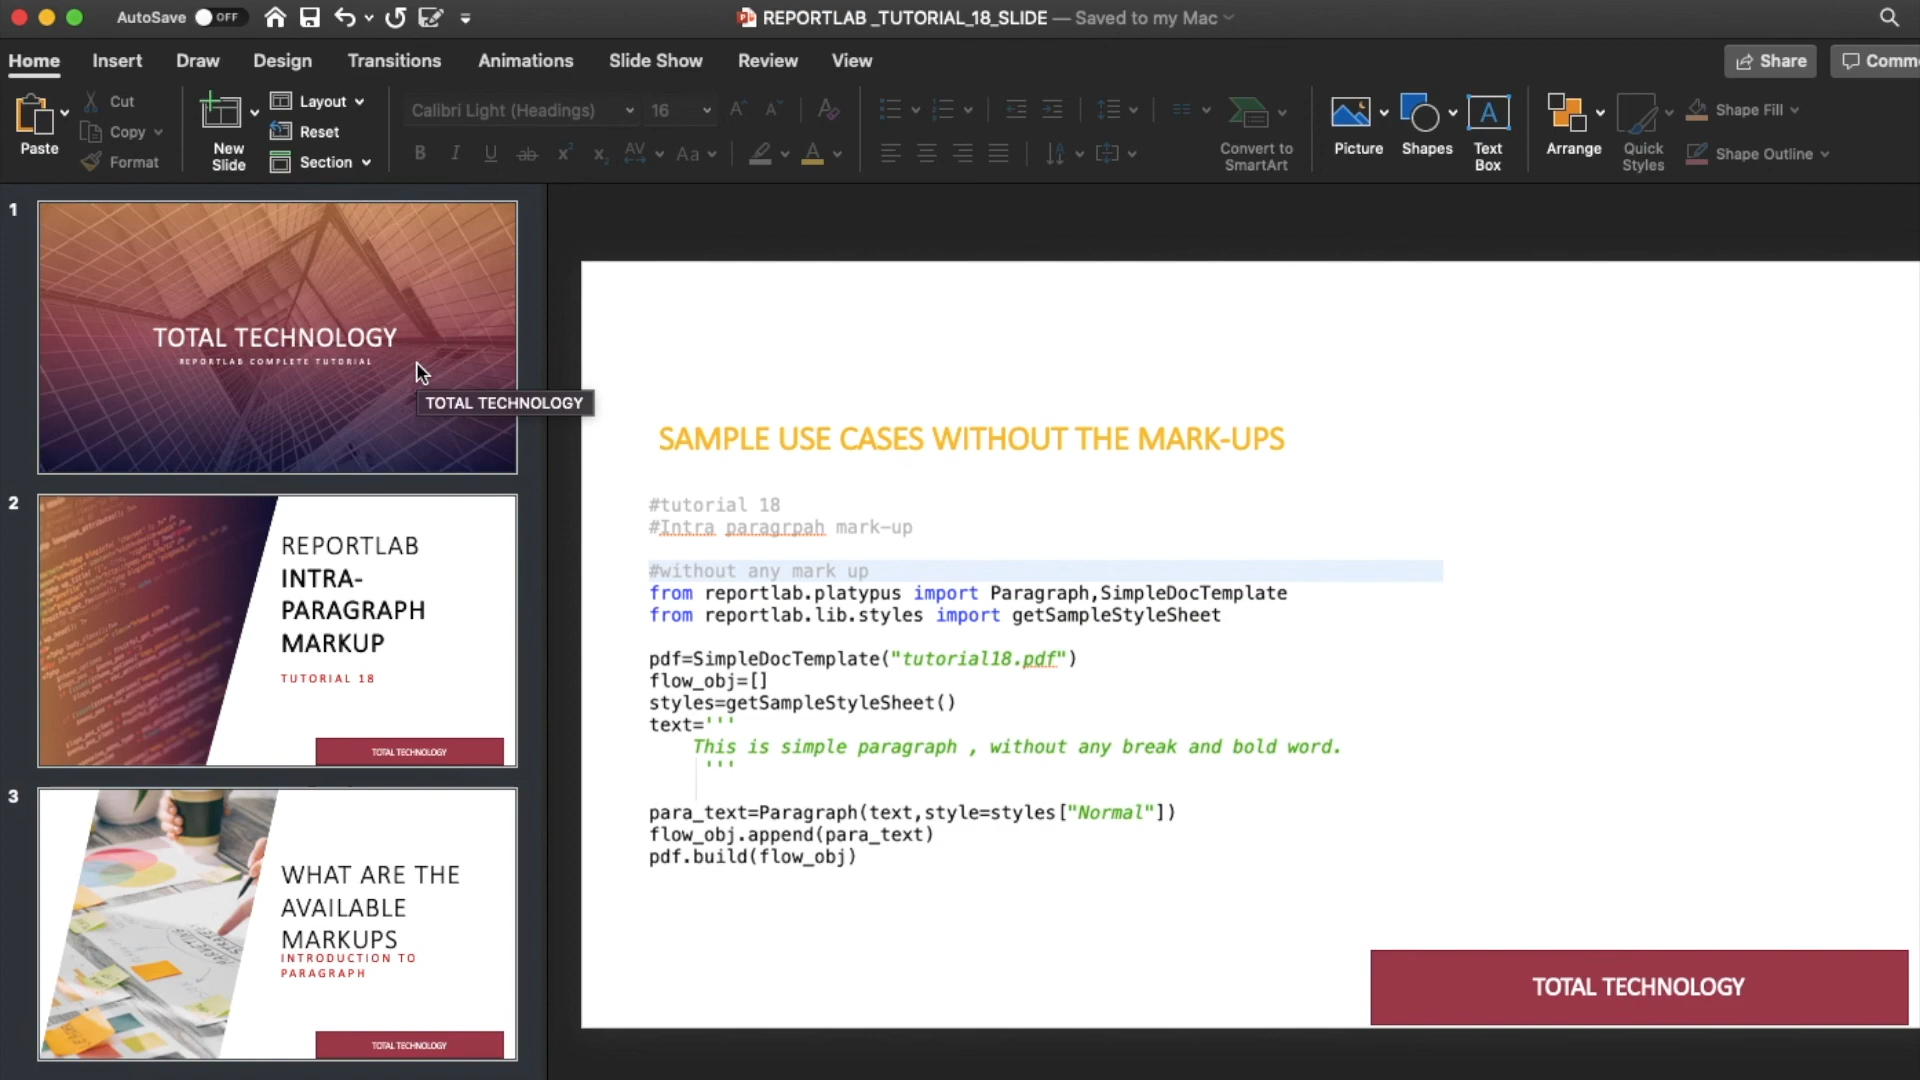 AutoSave OFF
REPORTLAB _TUTORIAL_18_SLIDE — Saved to my Mac
Home Insert Draw Design Transitions Animations Slide Show Review View Share Comme
Paste
Cut
Copy
Format
New Slide
Layout
Reset
Section
Calibri Light (Headings) 16
Convert to SmartArt
Picture
Shapes
Text Box
Arrange
Quick Styles
Shape Fill
Shape Outline
1
TOTAL TECHNOLOGY
REPORTLAB COMPLETE TUTORIAL
TOTAL TECHNOLOGY
2
REPORTLAB
INTRA-
PARAGRAPH
MARKUP
TUTORIAL 18
TOTAL TECHNOLOGY
3
WHAT ARE THE
AVAILABLE
MARKUPS
INTRODUCTION TO
PARAGRAPH
TOTAL TECHNOLOGY
SAMPLE USE CASES WITHOUT THE MARK-UPS
#tutorial 18
#Intra paragrpah mark-up
#without any mark up
from reportlab.platypus import Paragraph,SimpleDocTemplate
from reportlab.lib.styles import getSampleStyleSheet
pdf=SimpleDocTemplate("tutorial18.pdf")
flow_obj=[]
styles=getSampleStyleSheet()
text='''
This is simple paragraph , without any break and bold word.
'''
para_text=Paragraph(text,style=styles["Normal"])
flow_obj.append(para_text)
pdf.build(flow_obj)
TOTAL TECHNOLOGY